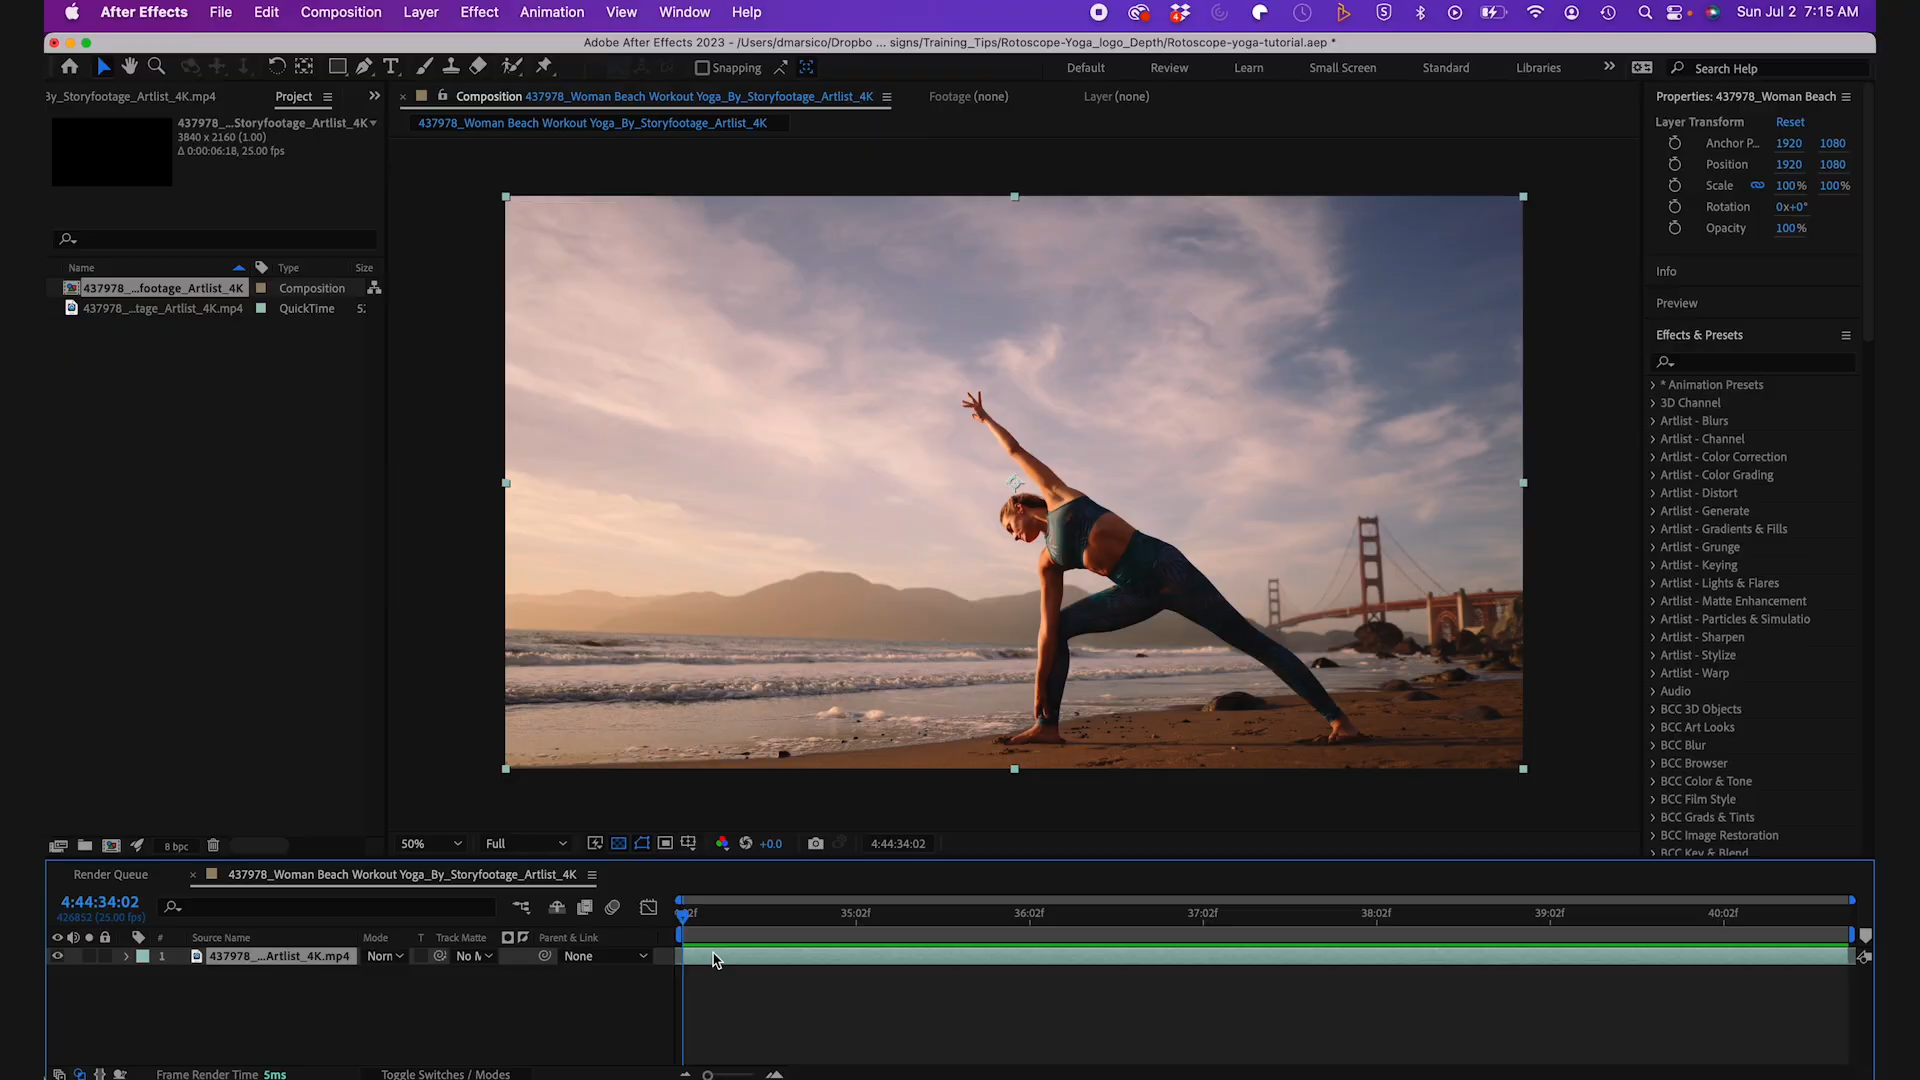 After Effects File Edit Composition Layer Effect Animation View Window Help Sun Jul 2 7:15 AM
Adobe After Effects 2023 - /Users/dmarsico/Dropbo ... signs/Training_Tips/Rotoscope-Yoga_logo_Depth/Rotoscope-yoga-tutorial.aep *
Snapping Default Review Learn Small Screen Standard Libraries Search Help
By_Storyfootage_Artlist_4K.mp4) Project
Composition 437978_Woman Beach Workout Yoga_By_Storyfootage_Artlist_4K Footage (none) Layer (none)
437978_Woman Beach Workout Yoga_By_Storyfootage_Artlist_4K
437978_...Storyfootage_Artlist_4K
3840 x 2160 (1.00)
Δ 0:00:06:18, 25.00 fps
Name Type Size
437978_...footage_Artlist_4K Composition
437978_...tage_Artlist_4K.mp4 QuickTime
8 bpc
50% Full +0.0 4:44:34:02
Properties: 437978_Woman Beach
Layer Transform Reset
Anchor P... 1920 1080
Position 1920 1080
Scale 100% 100%
Rotation 0x+0°
Opacity 100%
Info
Preview
Effects & Presets
* Animation Presets
3D Channel
Artlist - Blurs
Artlist - Channel
Artlist - Color Correction
Artlist - Color Grading
Artlist - Distort
Artlist - Generate
Artlist - Gradients & Fills
Artlist - Grunge
Artlist - Keying
Artlist - Lights & Flares
Artlist - Matte Enhancement
Artlist - Particles & Simulatio
Artlist - Sharpen
Artlist - Stylize
Artlist - Warp
Audio
BCC 3D Objects
BCC Art Looks
BCC Blur
BCC Browser
BCC Color & Tone
BCC Film Style
BCC Grads & Tints
BCC Image Restoration
BCC Key & Blend
Render Queue 437978_Woman Beach Workout Yoga_By_Storyfootage_Artlist_4K
4:44:34:02
426852 (25.00 fps)
35:02f 36:02f 37:02f 38:02f 39:02f 40:02f
# Source Name Mode T Track Matte Parent & Link
1 437978_...Artlist_4K.mp4 Norn No M None
Frame Render Time 5ms Toggle Switches / Modes